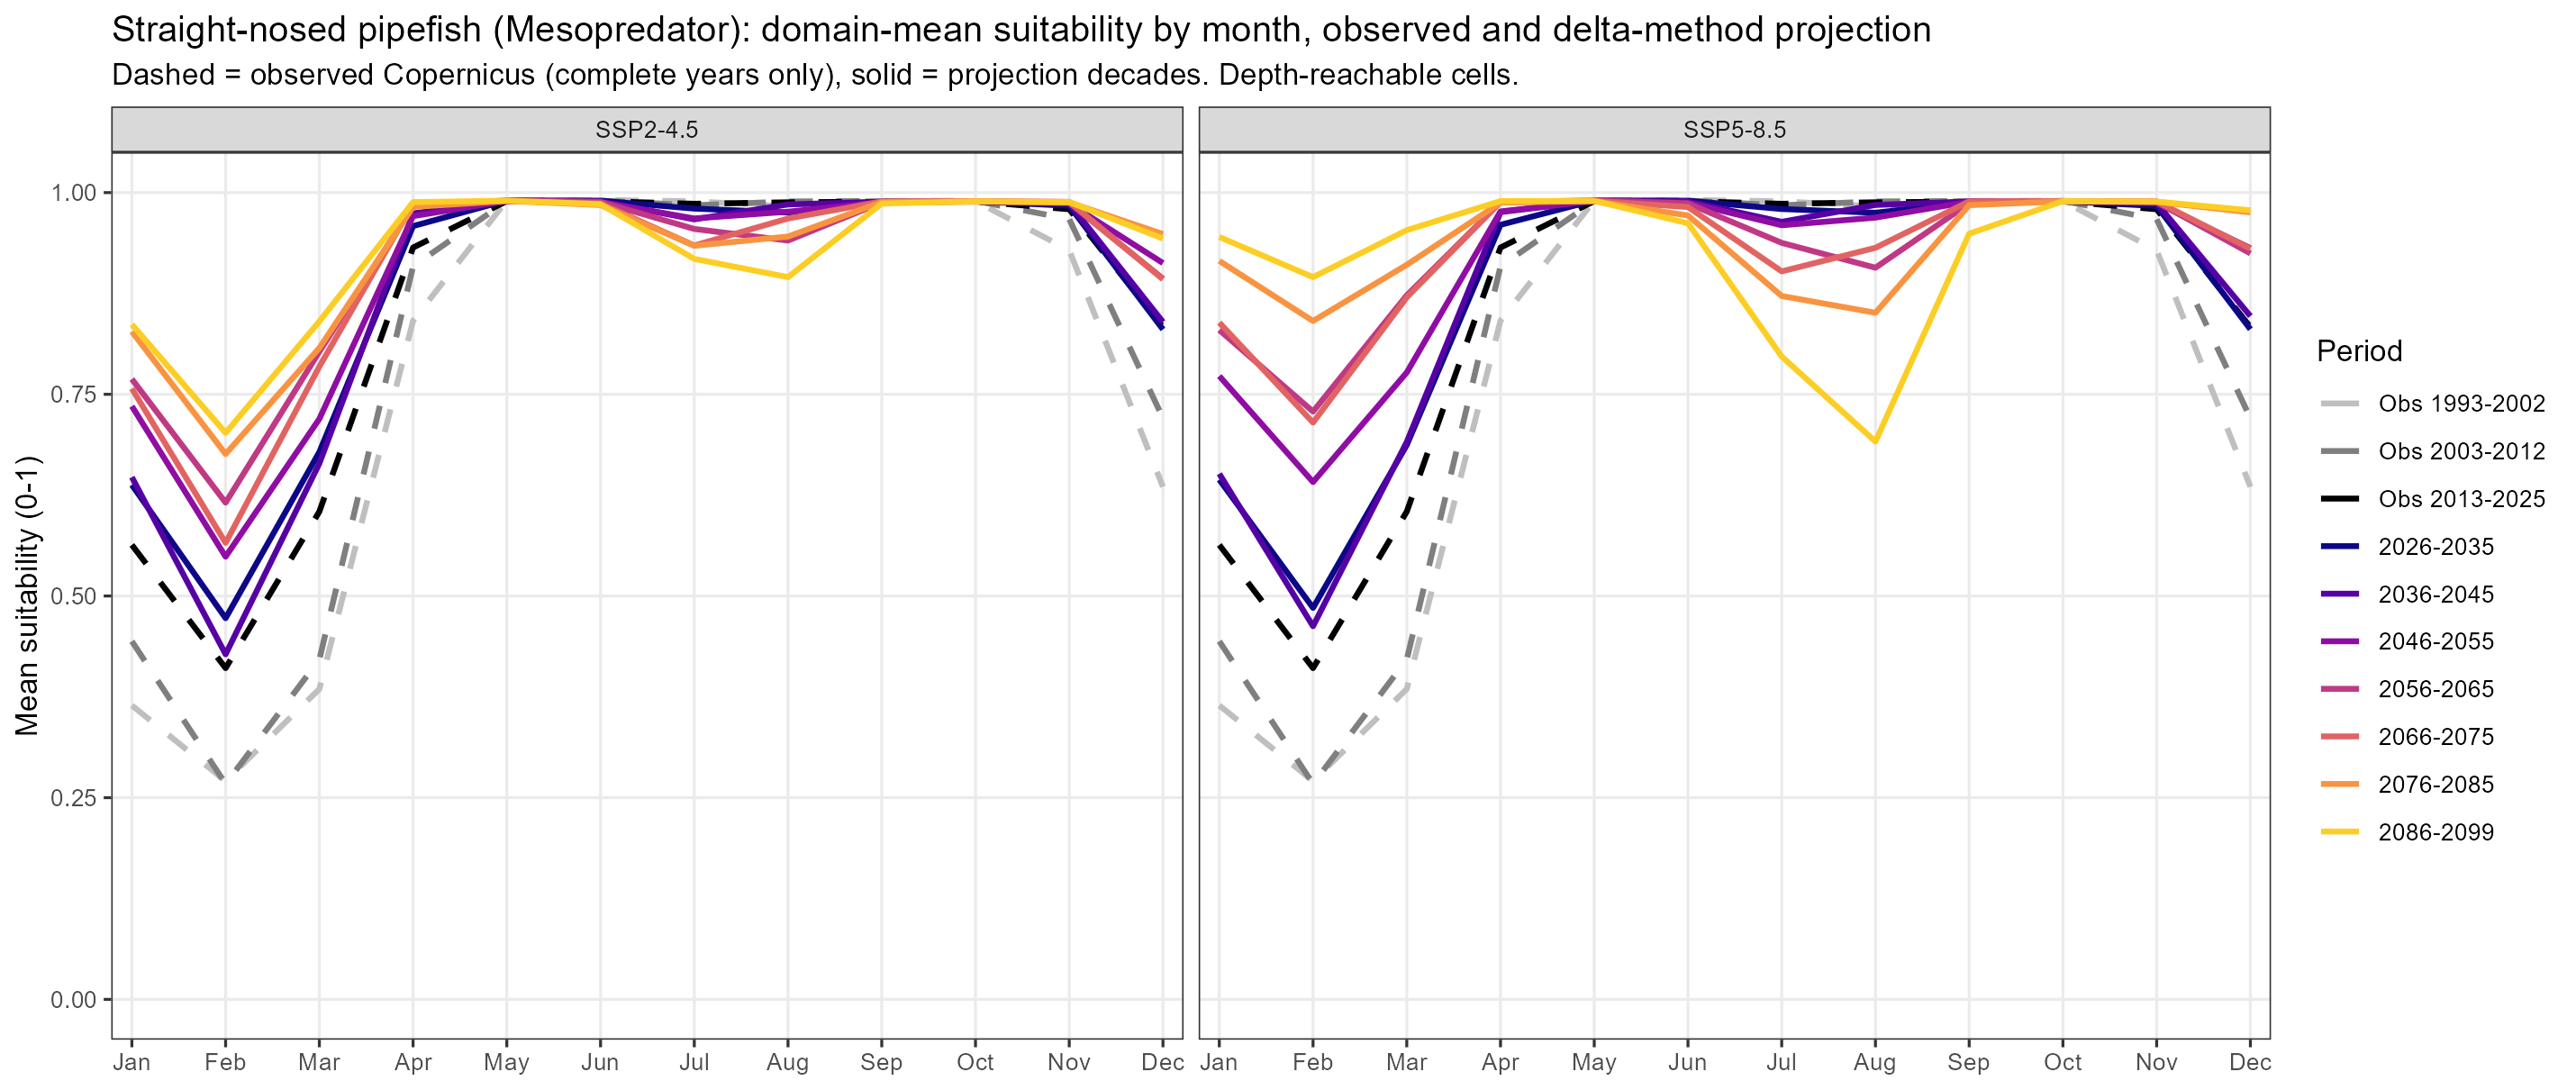 Straight-nosed pipefish (Mesopredator): domain-mean suitability by month, observed and delta-method projection
Dashed = observed Copernicus (complete years only), solid = projection decades. Depth-reachable cells.
SSP2-4.5
SSP5-8.5
Mean suitability (0-1)
1.00
0.75
0.50
0.25
0.00
Jan Feb Mar Apr May Jun Jul Aug Sep Oct Nov Dec
Jan Feb Mar Apr May Jun Jul Aug Sep Oct Nov Dec
Period
Obs 1993-2002
Obs 2003-2012
Obs 2013-2025
2026-2035
2036-2045
2046-2055
2056-2065
2066-2075
2076-2085
2086-2099